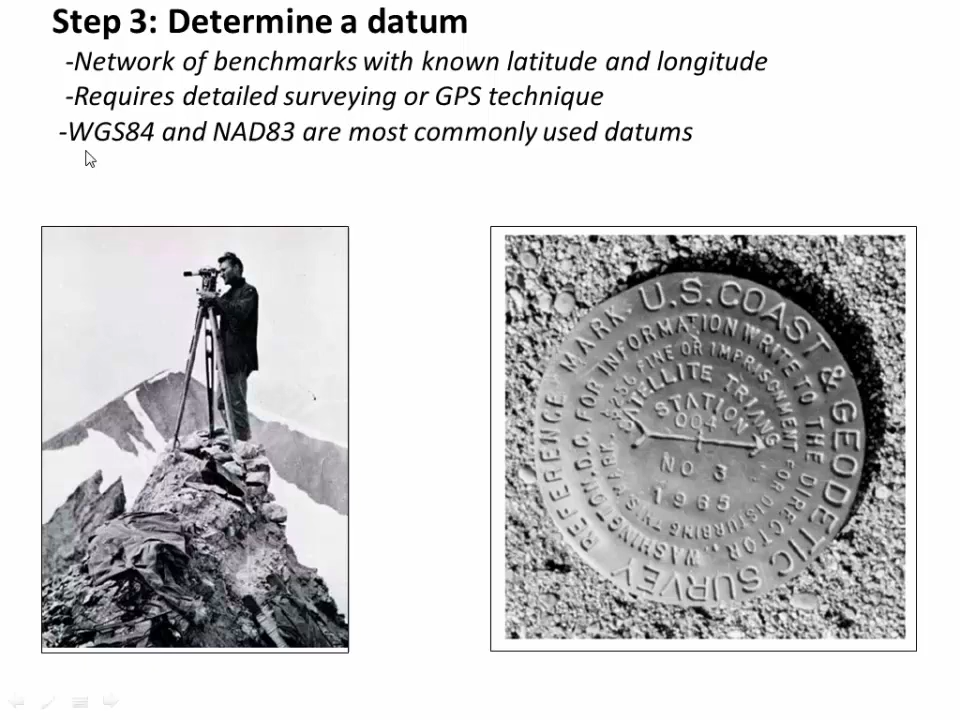 Step 3: Determine a datum
-Network of benchmarks with known latitude and longitude
-Requires detailed surveying or GPS technique
-WGS84 and NAD83 are most commonly used datums
U.S. COAST & GEODETIC SURVEY
REFERENCE MARK.
FOR INFORMATION WRITE TO THE DIRECTOR, WASHINGTON, D.C.
$250 FINE OR IMPRISONMENT FOR DISTURBING THIS MARK.
SATELLITE TRIANG
STATION
004
NO 3
1965